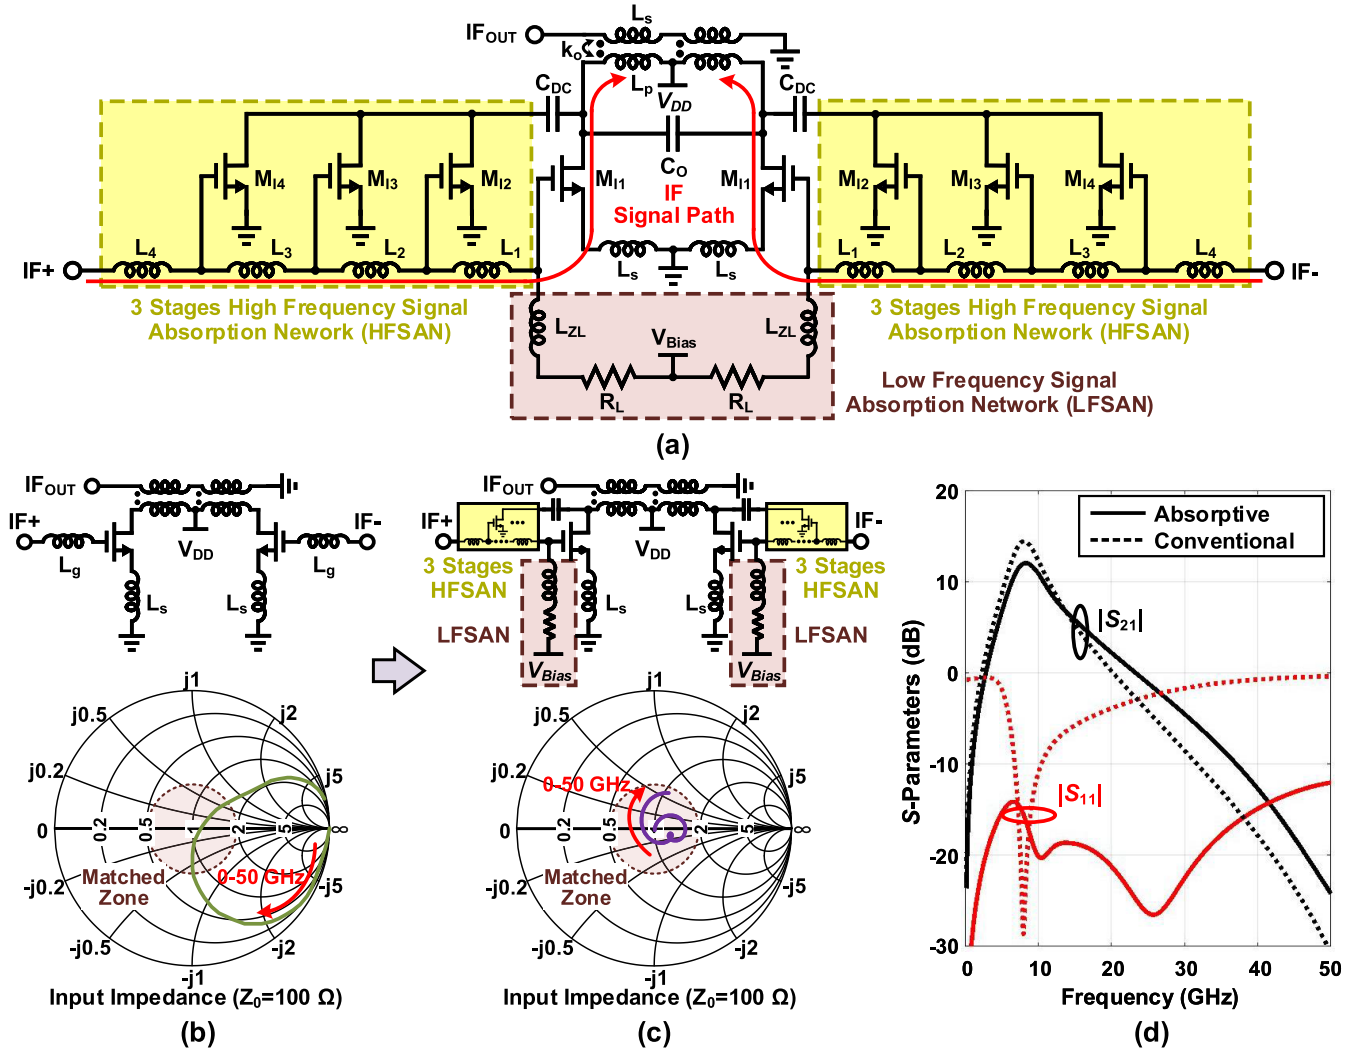 L_s
IF_OUT
k_o
L_p
V_DD
C_DC
C_DC
M_I4
M_I3
M_I2
M_I1
C_O
M_I1
M_I2
M_I3
M_I4
IF
Signal Path
IF+
L_4
L_3
L_2
L_1
L_s
L_s
L_1
L_2
L_3
L_4
IF-
3 Stages High Frequency Signal
Absorption Nework (HFSAN)
3 Stages High Frequency Signal
Absorption Nework (HFSAN)
L_ZL
V_Bias
L_ZL
R_L
R_L
Low Frequency Signal
Absorption Network (LFSAN)
(a)
IF_OUT
IF+
IF-
L_g
V_DD
L_g
L_s
L_s
IF_OUT
IF+
IF-
V_DD
3 Stages
HFSAN
3 Stages
HFSAN
L_s
L_s
LFSAN
LFSAN
V_Bias
V_Bias
j1
j0.5
j2
j0.2
j5
0
0.2
0.5
1
2
5
∞
Matched
Zone
0-50 GHz
-j0.2
-j5
-j0.5
-j2
-j1
Input Impedance (Z_0=100 Ω)
(b)
j1
j0.5
j2
j0.2
j5
0-50 GHz
0
0.2
0.5
1
2
5
∞
Matched
Zone
-j0.2
-j5
-j0.5
-j2
-j1
Input Impedance (Z_0=100 Ω)
(c)
20
10
0
-10
-20
-30
S-Parameters (dB)
Absorptive
Conventional
|S_21|
|S_11|
0 10 20 30 40 50
Frequency (GHz)
(d)